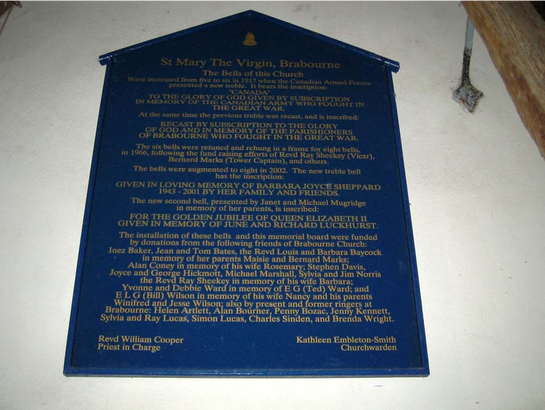 St Mary The Virgin, Brabourne
The Bells of this Church
Were increased from five to six in 1917 when the Canadian Armed Forces
presented a new treble. It bears the inscription:
"CANADA"
TO THE GLORY OF GOD GIVEN BY SUBSCRIPTION
IN MEMORY OF THE CANADIAN ARMY WHO FOUGHT IN
THE GREAT WAR.
At the same time the previous treble was recast, and is inscribed:
RECAST BY SUBSCRIPTION TO THE GLORY
OF GOD AND IN MEMORY OF THE PARISHIONERS
OF BRABOURNE WHO FOUGHT IN THE GREAT WAR.
The six bells were retuned and rehung in a frame for eight bells,
in 1966, following the fund raising efforts of Revd Ray Sheekey (Vicar),
Bernard Marks (Tower Captain), and others.
The bells were augmented to eight in 2002. The new treble bell
has the inscription:
GIVEN IN LOVING MEMORY OF BARBARA JOYCE SHEPPARD
1943 - 2001 BY HER FAMILY AND FRIENDS.
The new second bell, presented by Janet and Michael Mugridge
in memory of her parents, is inscribed:
FOR THE GOLDEN JUBILEE OF QUEEN ELIZABETH II
GIVEN IN MEMORY OF JUNE AND RICHARD LUCKHURST.
The installation of these bells and this memorial board were funded
by donations from the following friends of Brabourne Church:
Inez Baker, Jean and Tom Bates, the Revd Louis and Barbara Baycock
in memory of her parents Maisie and Bernard Marks;
Alan Coney in memory of his wife Rosemary; Stephen Davis,
Joyce and George Hickmott, Michael Marshall, Sylvia and Jim Norris
the Revd Ray Sheekey in memory of his wife Barbara;
Yvonne and Debbie Ward in memory of E G (Ted) Ward; and
E L G (Bill) Wilson in memory of his wife Nancy and his parents
Winifred and Jesse Wilson; also by present and former ringers at
Brabourne: Helen Artlett, Alan Bourner, Penny Bozac, Jenny Kennett,
Sylvia and Ray Lucas, Simon Lucas, Charles Sinden, and Brenda Wright.
Revd William Cooper
Priest in Charge
Kathleen Embleton-Smith
Churchwarden